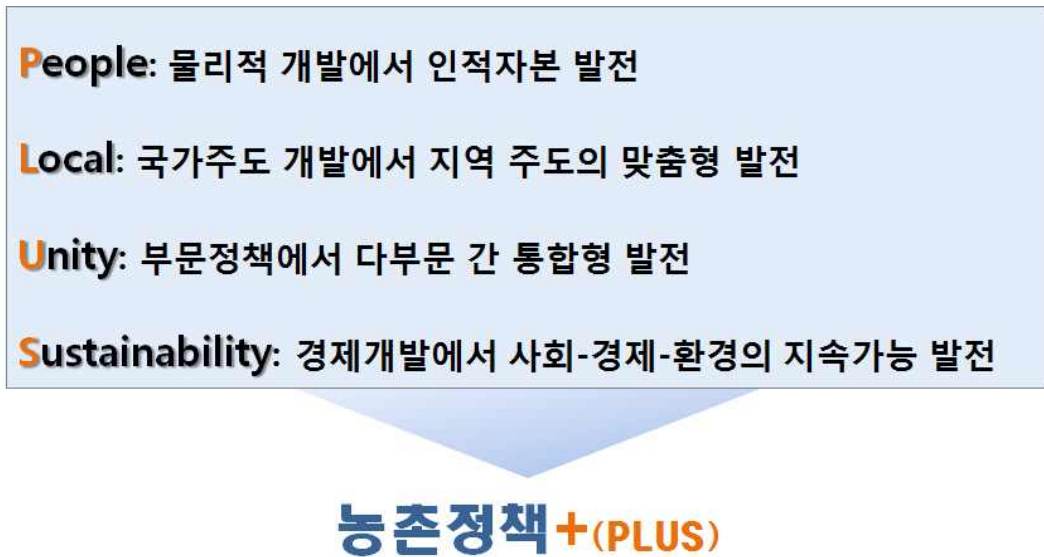 People: 물리적 개발에서 인적자본 발전
Local: 국가주도 개발에서 지역 주도의 맞춤형 발전
Unity: 부문정책에서 다부문 간 통합형 발전
Sustainability: 경제개발에서 사회-경제-환경의 지속가능 발전
농촌정책+(PLUS)